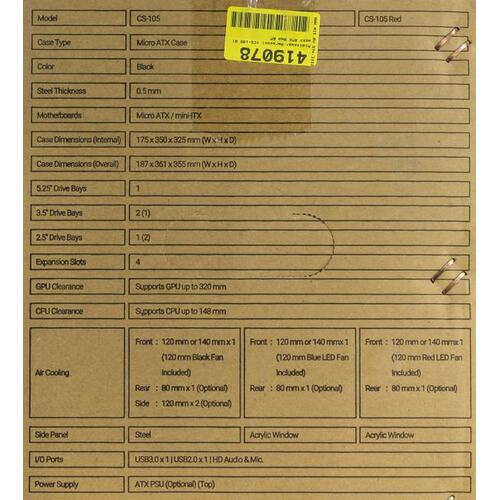 Model CS-105 CS-105 Red
419078
Case Type Micro ATX Case
Color Black
Steel Thickness 0.5 mm
Motherboards Micro ATX / mini-ITX
Case Dimensions (Internal) 175 x 350 x 325 mm (W x H x D)
Case Dimensions (Overall) 187 x 361 x 355 mm (W x H x D)
5.25" Drive Bays 1
3.5" Drive Bays 2 (1)
2.5" Drive Bays 1 (2)
Expansion Slots 4
GPU Clearance Supports GPU up to 320 mm
CPU Clearance Supports CPU up to 148 mm
Air Cooling
Front : 120 mm or 140 mm x 1
(120 mm Black Fan
Included)
Rear : 80 mm x 1 (Optional)
Side : 120 mm x 2 (Optional)
Front : 120 mm or 140 mm x 1
(120 mm Blue LED Fan
Included)
Rear : 80 mm x 1 (Optional)
Front : 120 mm or 140 mm x 1
(120 mm Red LED Fan
Included)
Rear : 80 mm x 1 (Optional)
Side Panel Steel Acrylic Window Acrylic Window
I/O Ports USB3.0 x 1 | USB2.0 x 1 | HD Audio & Mic.
Power Supply ATX PSU (Optional) (Top)